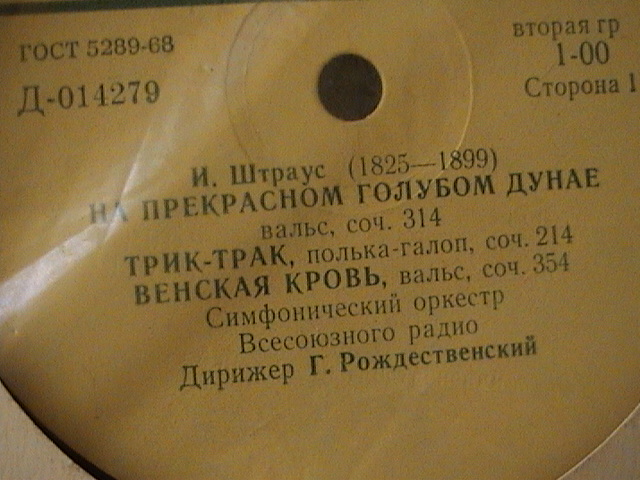 ГОСТ 5289-68
Д-014279
вторая гр
1-00
Сторона 1
И. Штраус (1825—1899)
НА ПРЕКРАСНОМ ГОЛУБОМ ДУНАЕ
вальс, соч. 314
ТРИК-ТРАК, полька-галоп, соч. 214
ВЕНСКАЯ КРОВЬ, вальс, соч. 354
Симфонический оркестр
Всесоюзного радио
Дирижер Г. Рождественский